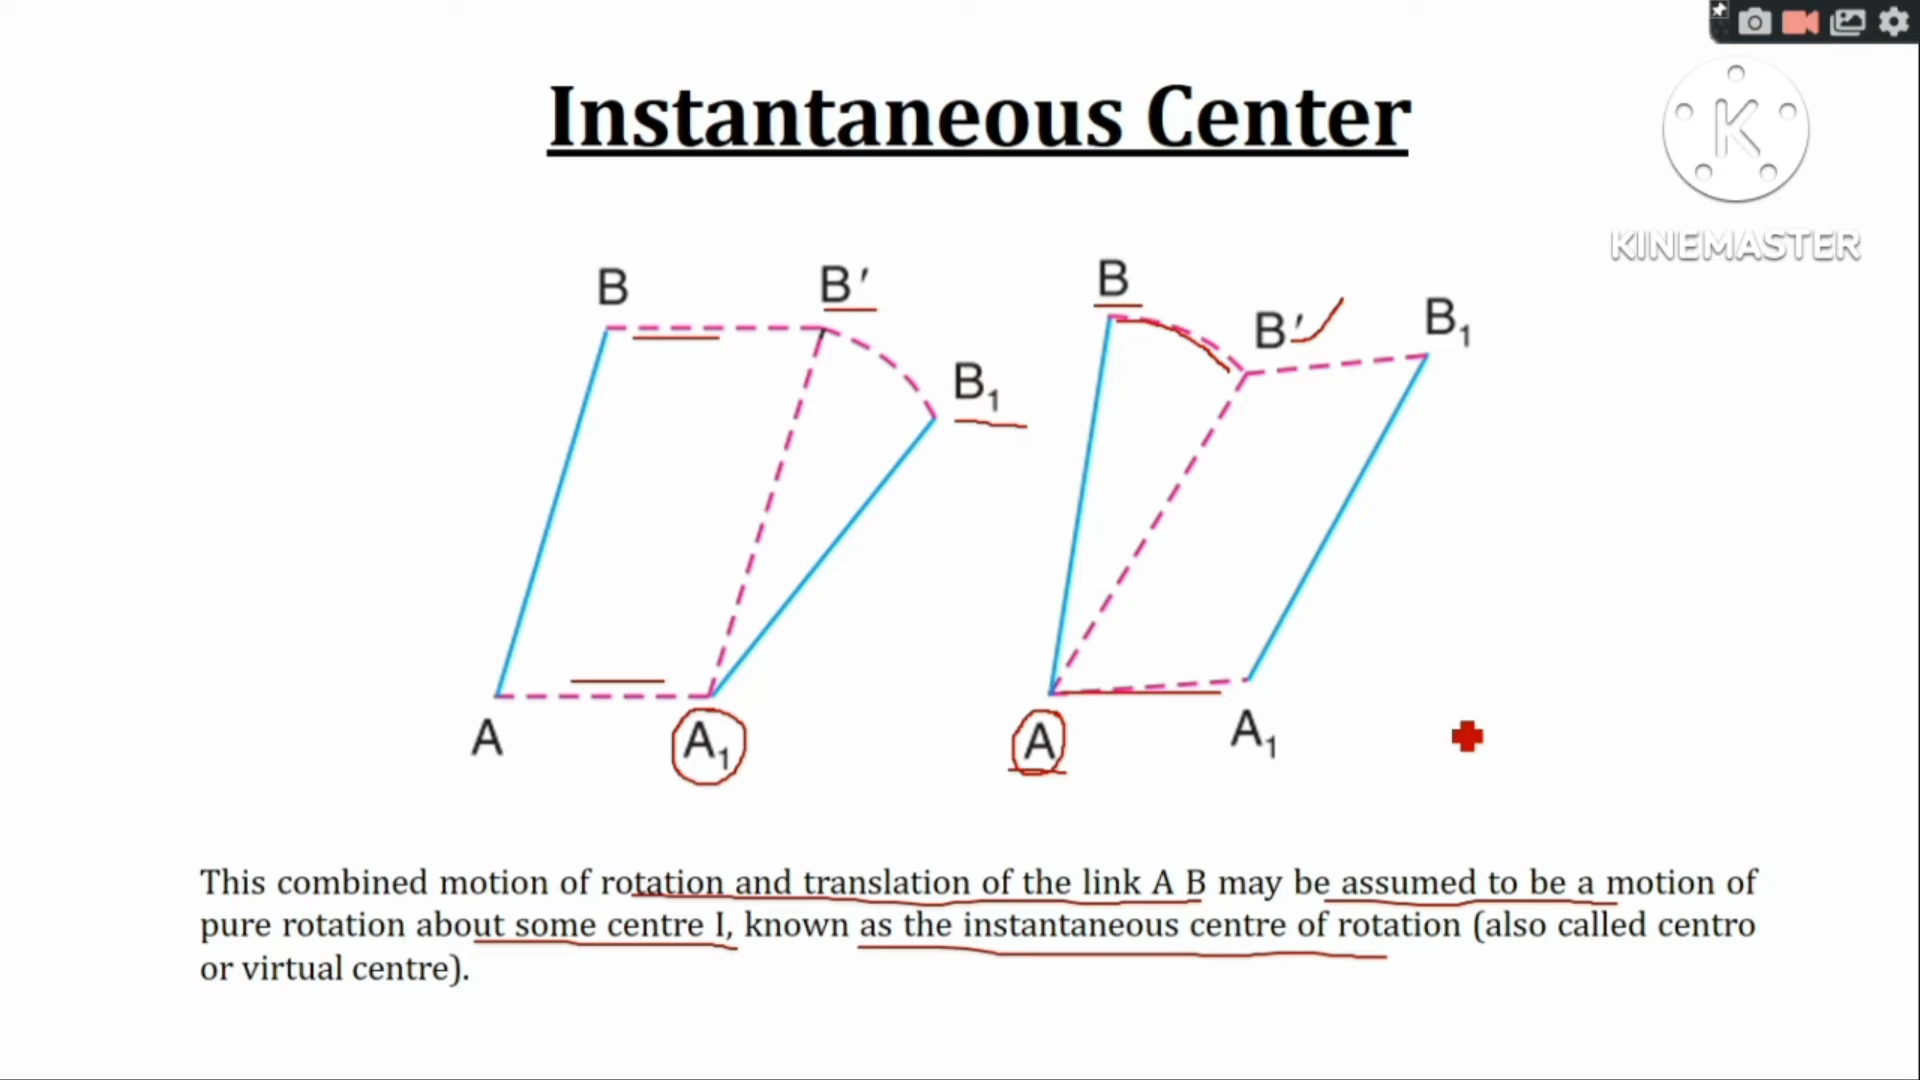 Instantaneous Center
K
KINEMASTER
B
B′
B₁
B
B′
B₁
A
A₁
A
A₁
This combined motion of rotation and translation of the link A B may be assumed to be a motion of
pure rotation about some centre I, known as the instantaneous centre of rotation (also called centro
or virtual centre).